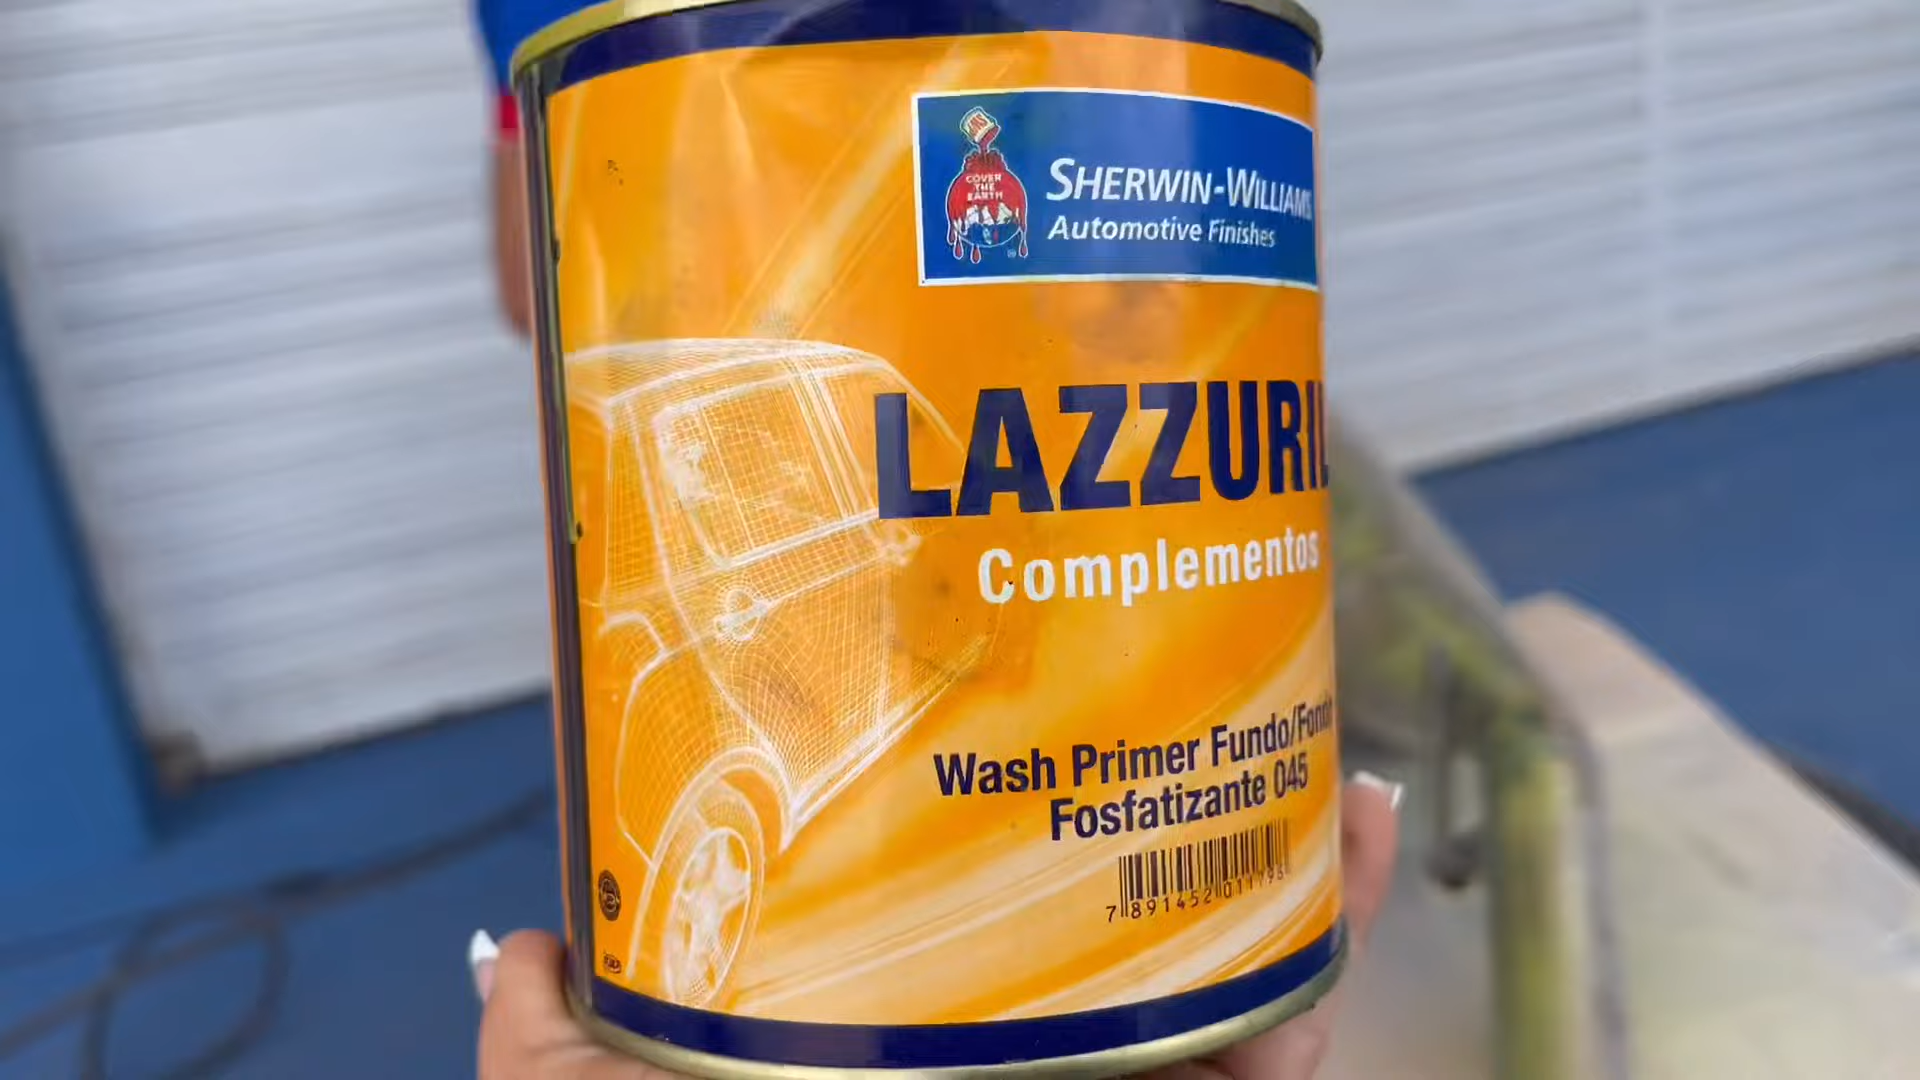 COVER
THE
EARTH
SHERWIN-WILLIAMS
Automotive Finishes
LAZZURIL
Complementos
Wash Primer Fundo/Fondo
Fosfatizante 045